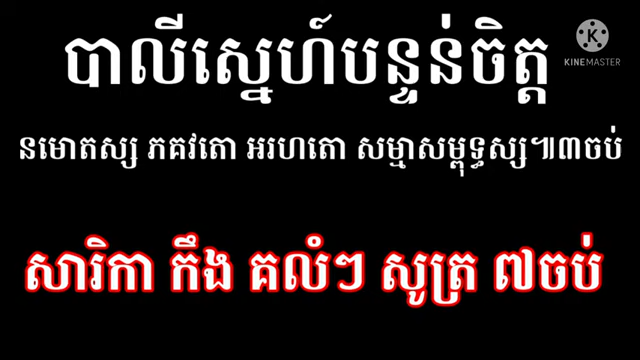 បាលីស្នេហ៍បន្ទន់ចិត្ត
K
KINEMASTER
នមោតស្ស ភគវតោ អរហតោ សម្មាសម្ពុទ្ធស្ស៕៣ចប់
សារិកា កឹង គលំៗ សូត្រ ៧ចប់